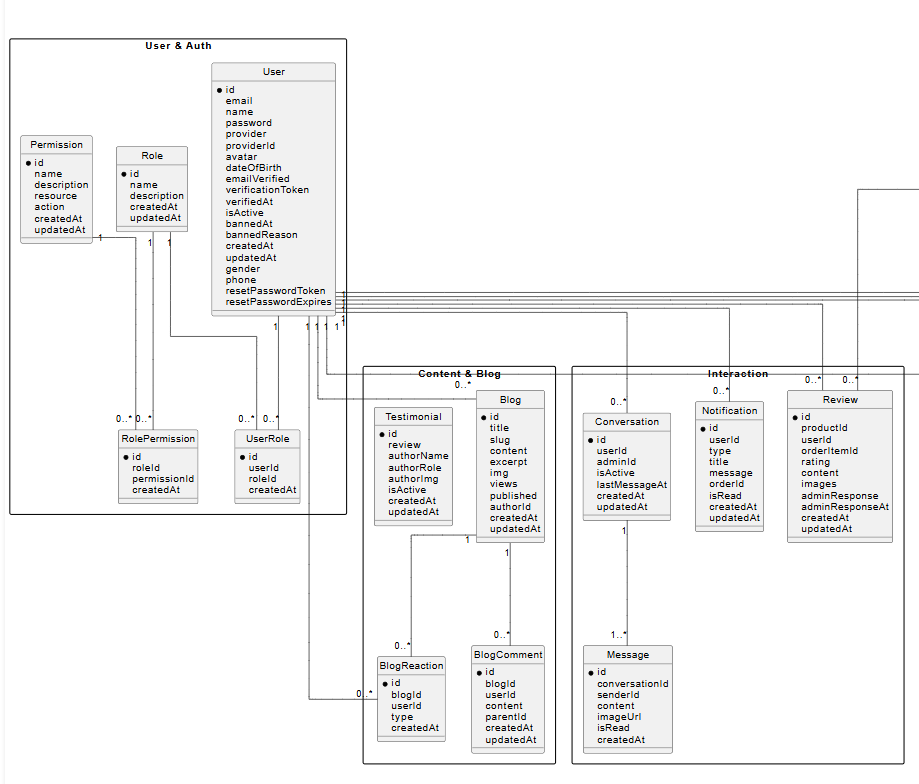 User & Auth
User
id
email
name
password
provider
providerId
avatar
dateOfBirth
emailVerified
verificationToken
verifiedAt
isActive
bannedAt
bannedReason
createdAt
updatedAt
gender
phone
resetPasswordToken
resetPasswordExpires
Permission
id
name
description
resource
action
createdAt
updatedAt
Role
id
name
description
createdAt
updatedAt
1
1
1
1
1
1
1
1
1
1
1
0..*
0..*
0..*
0..*
RolePermission
id
roleId
permissionId
createdAt
UserRole
id
userId
roleId
createdAt
Content & Blog
0..*
Testimonial
id
review
authorName
authorRole
authorImg
isActive
createdAt
updatedAt
Blog
id
title
slug
content
excerpt
img
views
published
authorId
createdAt
updatedAt
1
1
0..*
0..*
0..*
BlogReaction
id
blogId
userId
type
createdAt
BlogComment
id
blogId
userId
content
parentId
createdAt
updatedAt
Interaction
0..*
0..*
0..*
0..*
Conversation
id
userId
adminId
isActive
lastMessageAt
createdAt
updatedAt
Notification
id
userId
type
title
message
orderId
isRead
createdAt
updatedAt
Review
id
productId
userId
orderItemId
rating
content
images
adminResponse
adminResponseAt
createdAt
updatedAt
1
1..*
Message
id
conversationId
senderId
content
imageUrl
isRead
createdAt